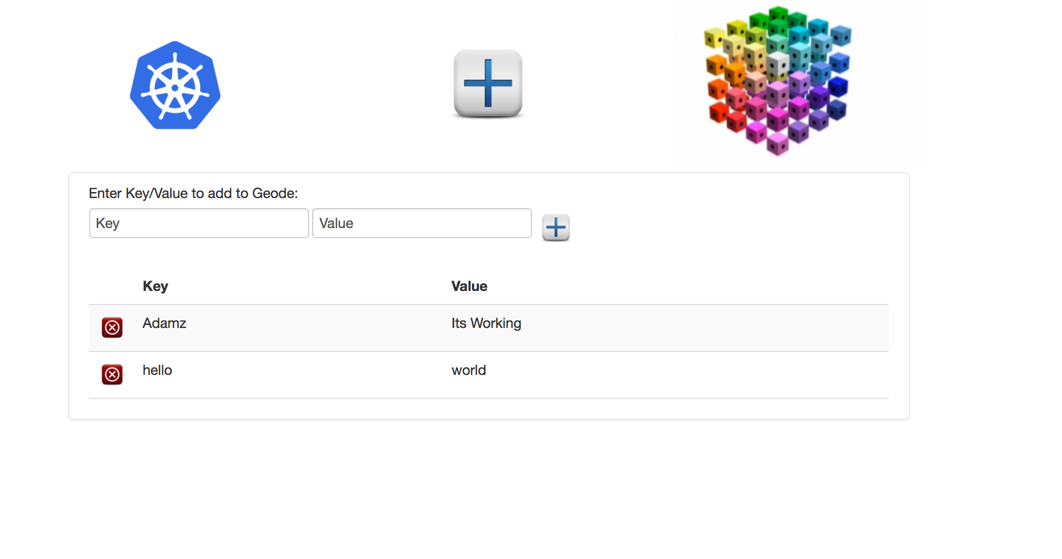 Enter Key/Value to add to Geode:
Key Value
Key Value
Adamz Its Working
hello world